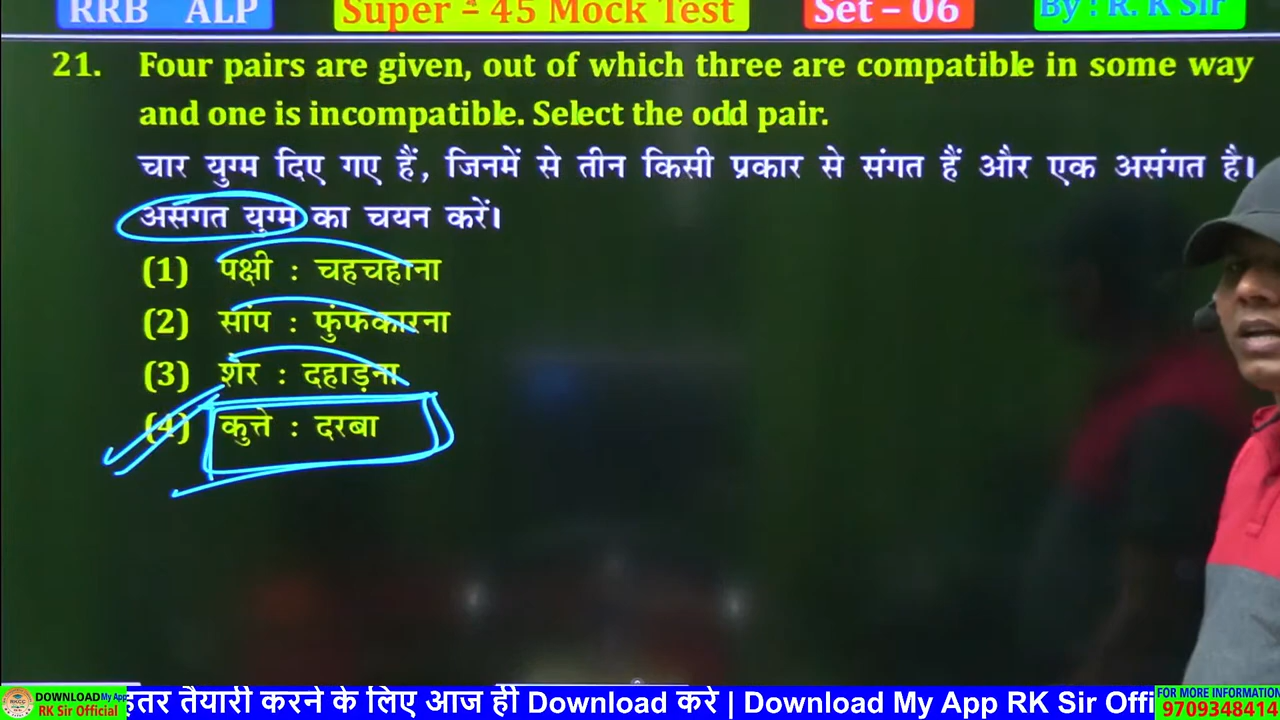 RRB ALP Super - 45 Mock Test Set – 06 By : R. K Sir
21. Four pairs are given, out of which three are compatible in some way
and one is incompatible. Select the odd pair.
चार युग्म दिए गए हैं, जिनमें से तीन किसी प्रकार से संगत हैं और एक असंगत है।
असंगत युग्म का चयन करें।
(1) पक्षी : चहचहाना
(2) सांप : फुंफकारना
(3) शेर : दहाड़ना
(4) कुत्ते : दरबा
DOWNLOAD My App
RK Sir Official
तैयारी करने के लिए आज ही Download करे | Download My App RK Sir
FOR MORE INFORMATION
9709348414